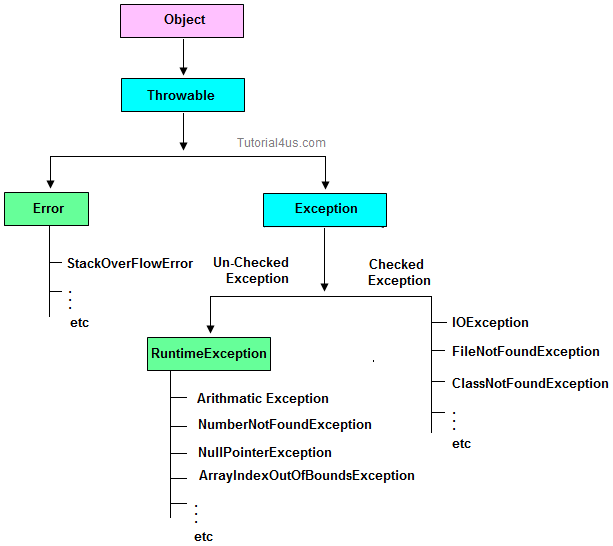 Object
Throwable
Tutorial4us.com
Error
Exception
StackOverFlowError
.
.
.
etc
Un-Checked
Exception
Checked
Exception
RuntimeException
Arithmatic Exception
NumberNotFoundException
NullPointerException
ArrayIndexOutOfBoundsException
.
.
.
etc
IOException
FileNotFoundException
ClassNotFoundException
.
.
.
etc